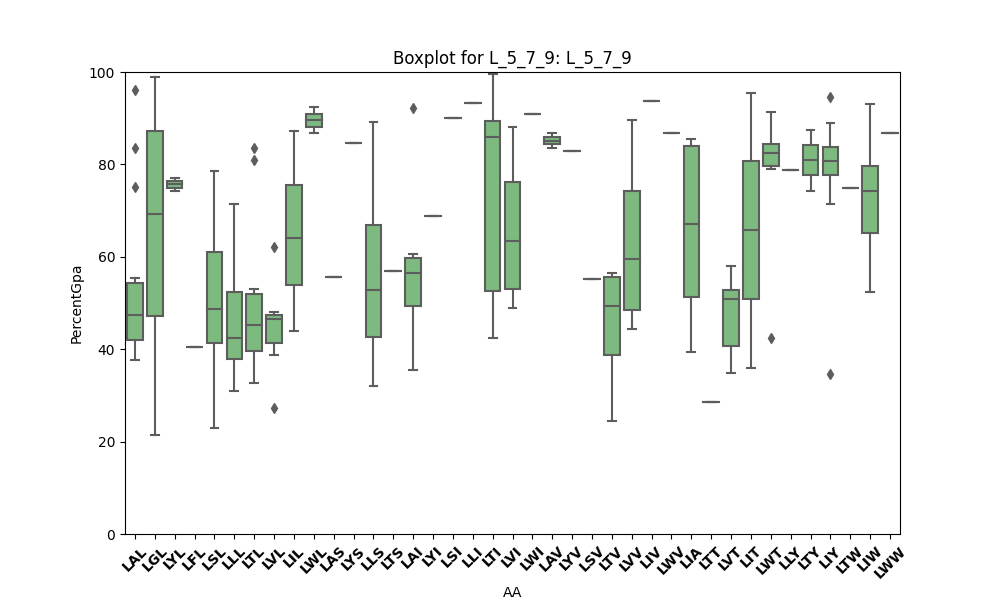 Boxplot for L_5_7_9: L_5_7_9
PercentGpa
100
80
60
40
20
0
LAL LGL LYL LFL LSL LLL LTL LVL LIL LWL LAS LYS LLS LTS LAI LYI LSI LLI LTI LVI LWI LAV LYV LSV LTV LVV LIV LWV LIA LTT LVT LIT LWT LLY LTY LIY LTW LIW LWW
AA